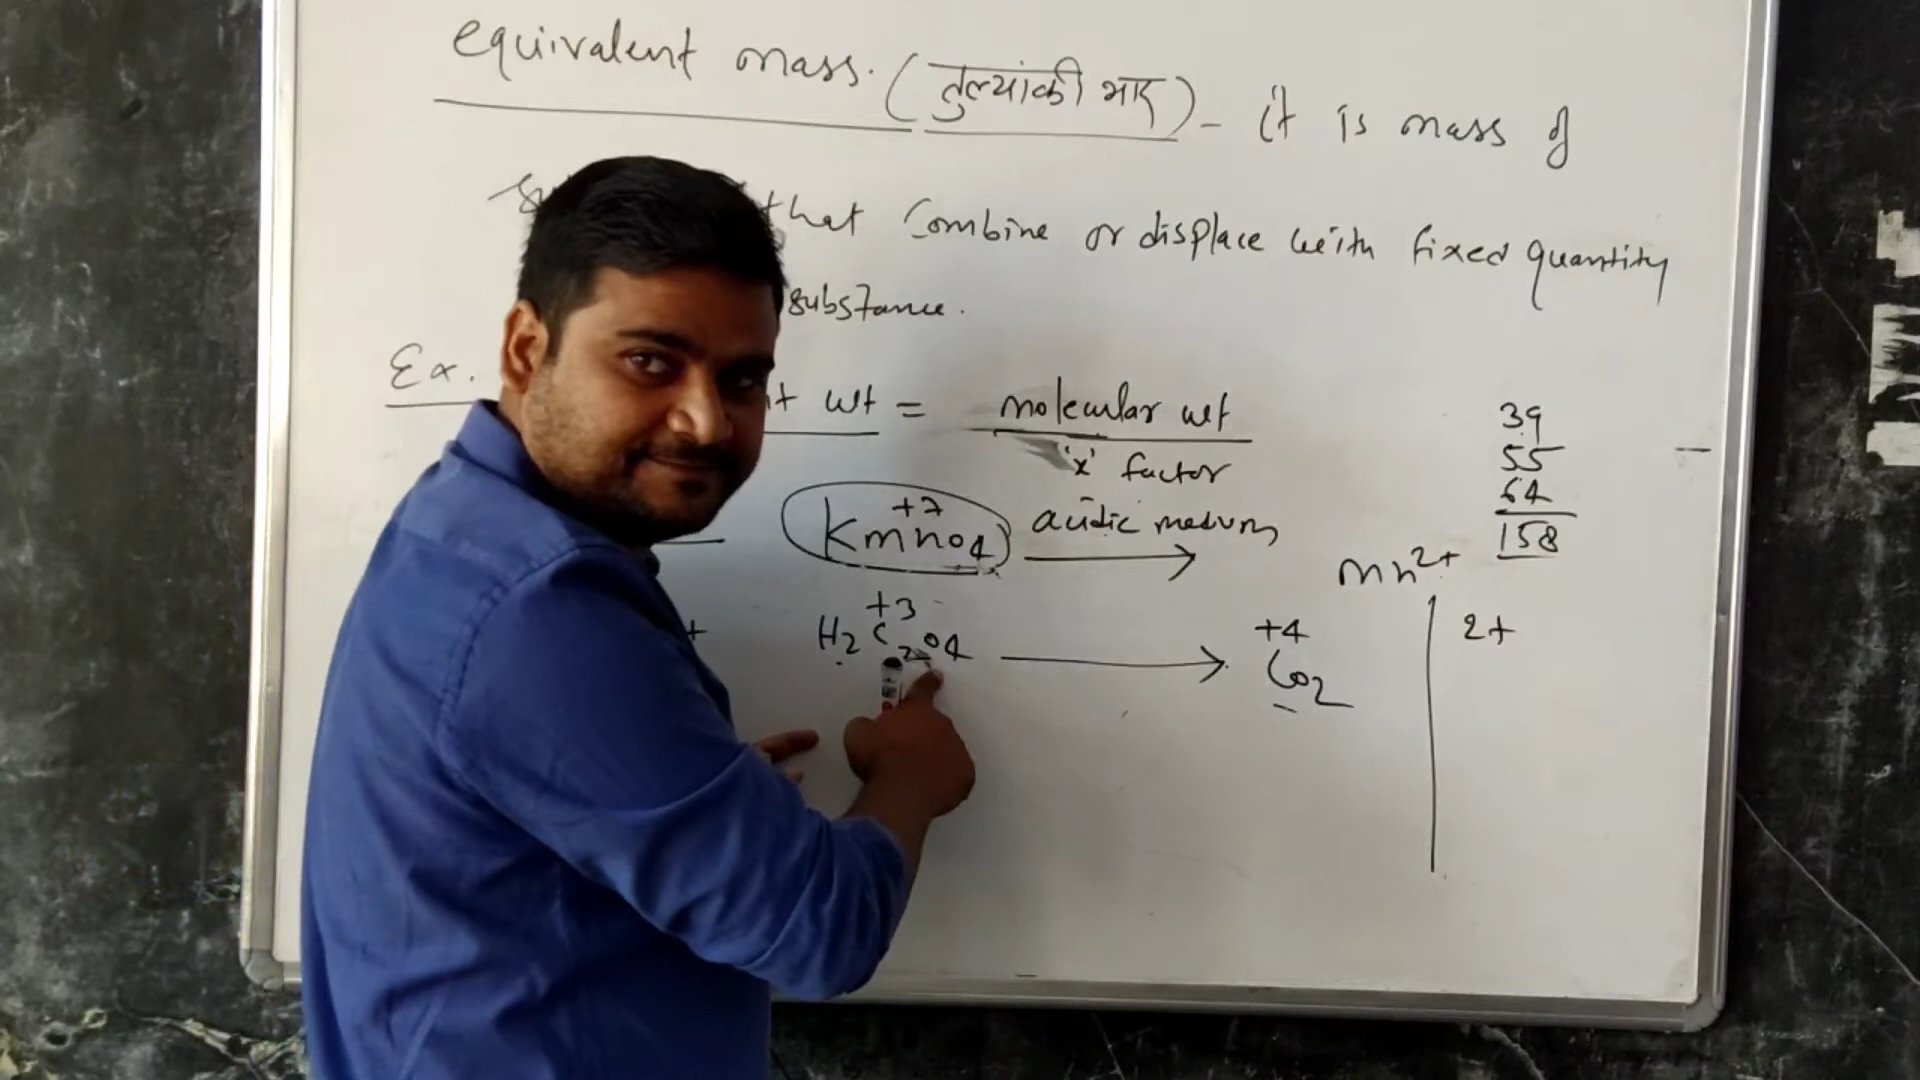 equivalent mass. (तुल्यांकी भार) - it is mass of
that combine or displace with fixed quantity
substance.
Ex. wt = molecular wt
'x' factor
39
55
64
158
+7
KMnO4 acidic medium
Mn2+
+3
H2C2O4
+4
CO2
2+